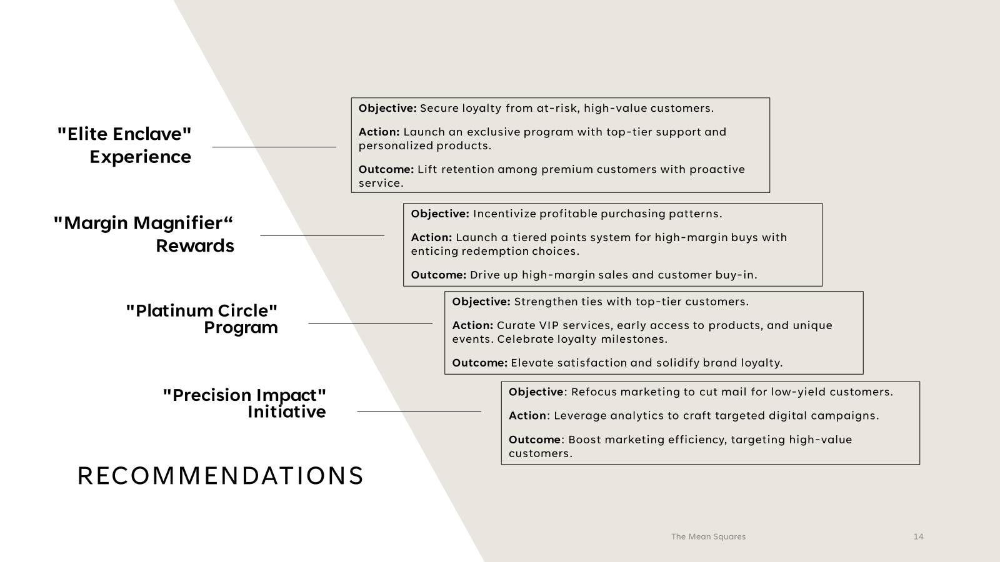 "Elite Enclave"
Experience
Objective: Secure loyalty from at-risk, high-value customers.
Action: Launch an exclusive program with top-tier support and
personalized products.
Outcome: Lift retention among premium customers with proactive
service.
"Margin Magnifier“
Rewards
Objective: Incentivize profitable purchasing patterns.
Action: Launch a tiered points system for high-margin buys with
enticing redemption choices.
Outcome: Drive up high-margin sales and customer buy-in.
"Platinum Circle"
Program
Objective: Strengthen ties with top-tier customers.
Action: Curate VIP services, early access to products, and unique
events. Celebrate loyalty milestones.
Outcome: Elevate satisfaction and solidify brand loyalty.
"Precision Impact"
Initiative
Objective: Refocus marketing to cut mail for low-yield customers.
Action: Leverage analytics to craft targeted digital campaigns.
Outcome: Boost marketing efficiency, targeting high-value
customers.
RECOMMENDATIONS
The Mean Squares
14